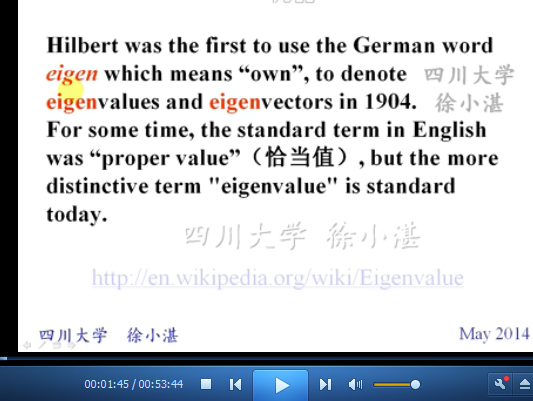 Hilbert was the first to use the German word
eigen which means “own”, to denote 四川大学
eigenvalues and eigenvectors in 1904. 徐小湛
For some time, the standard term in English
was “proper value”（恰当值）, but the more
distinctive term "eigenvalue" is standard
today.
四川大学 徐小湛
http://en.wikipedia.org/wiki/Eigenvalue
四川大学 徐小湛 May 2014
00:01:45 / 00:53:44